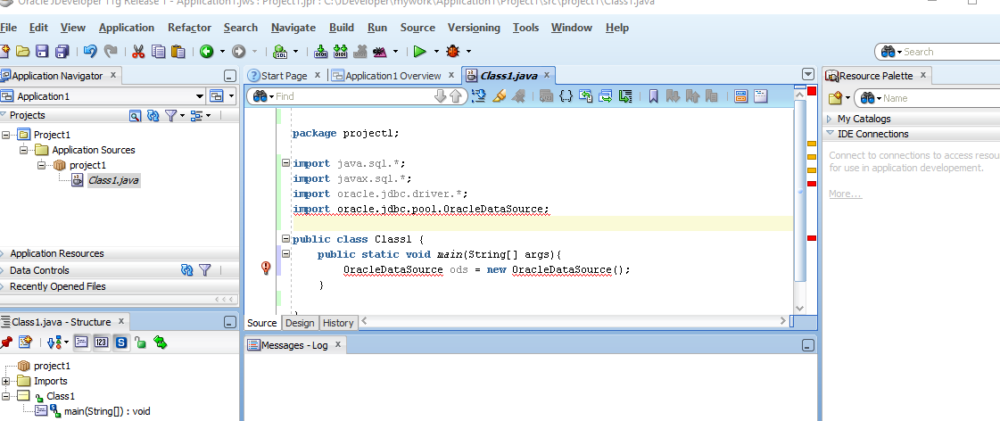 Oracle JDeveloper 11g Release 1 - Application1.jws : Project1.jpr : C:\JDeveloper\mywork\Application1\Project1\src\project1\Class1.java
File Edit View Application Refactor Search Navigate Build Run Source Versioning Tools Window Help
Search
Application Navigator
Application1
Projects
Project1
Application Sources
project1
Class1.java
Application Resources
Data Controls
Recently Opened Files
Class1.java - Structure
project1
Imports
Class1
main(String[]) : void
Start Page
Application1 Overview
Class1.java
Find
package project1;
import java.sql.*;
import javax.sql.*;
import oracle.jdbc.driver.*;
import oracle.jdbc.pool.OracleDataSource;
public class Class1 {
public static void main(String[] args){
OracleDataSource ods = new OracleDataSource();
}
}
Source Design History
Messages - Log
Resource Palette
Name
My Catalogs
IDE Connections
Connect to connections to access resou
for use in application developement.
More...